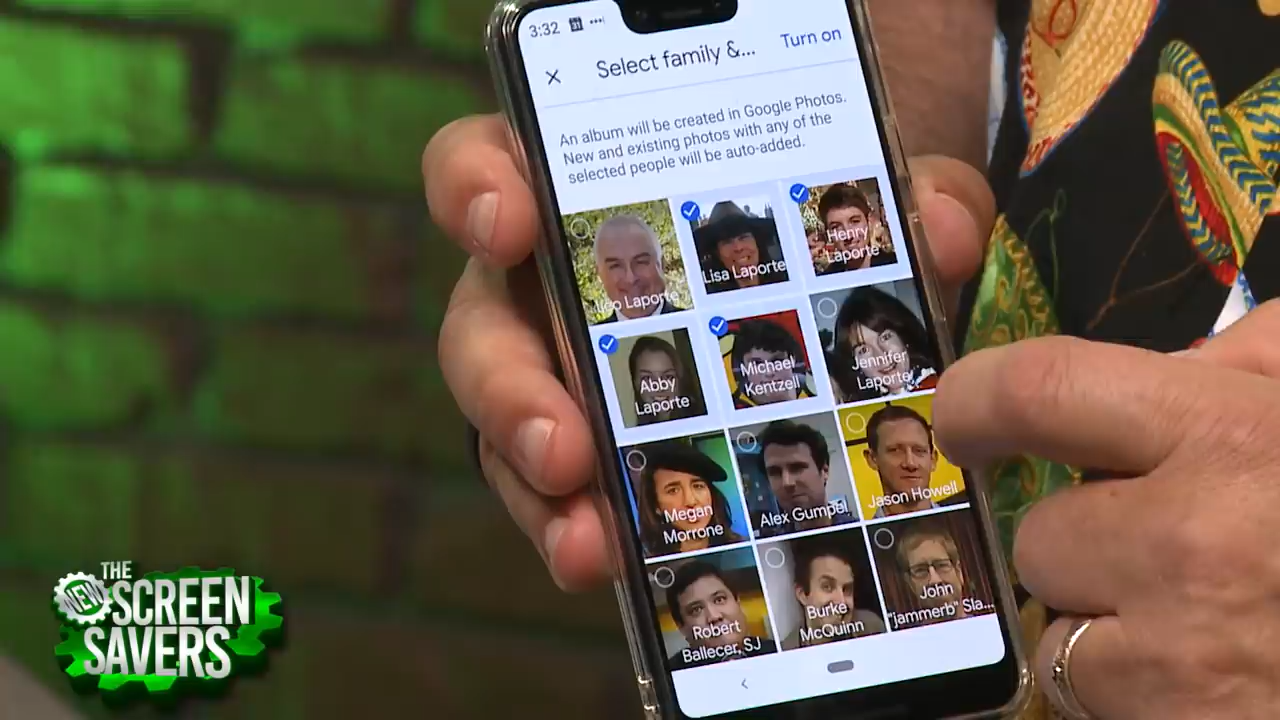 3:32
Select family &...
Turn on
An album will be created in Google Photos.
New and existing photos with any of the
selected people will be auto-added.
Leo Laporte
Lisa Laporte
Henry
Laporte
Abby
Laporte
Michael
Kentzell
Jennifer
Laporte
Megan
Morrone
Alex Gumpel
Jason Howell
Robert
Ballecer, SJ
Burke
McQuinn
John
"jammerb" Sla...
THE
NEW SCREEN
SAVERS